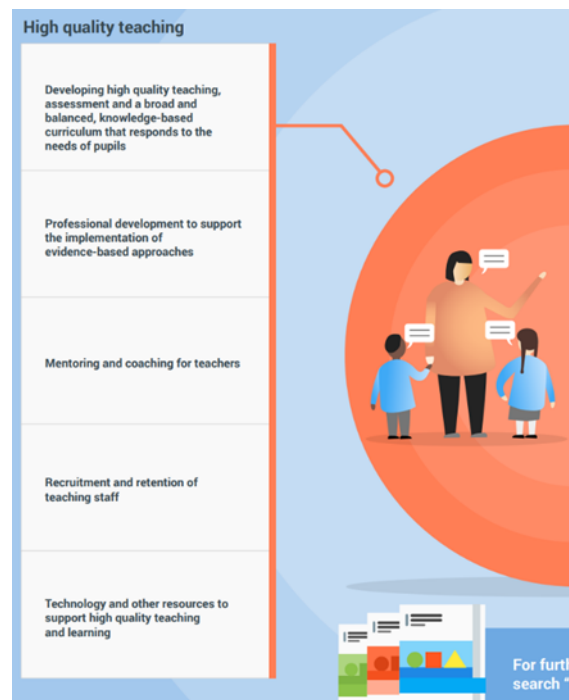 High quality teaching
Developing high quality teaching,
assessment and a broad and
balanced, knowledge-based
curriculum that responds to the
needs of pupils
Professional development to support
the implementation of
evidence-based approaches
Mentoring and coaching for teachers
Recruitment and retention of
teaching staff
Technology and other resources to
support high quality teaching
and learning
For
search “